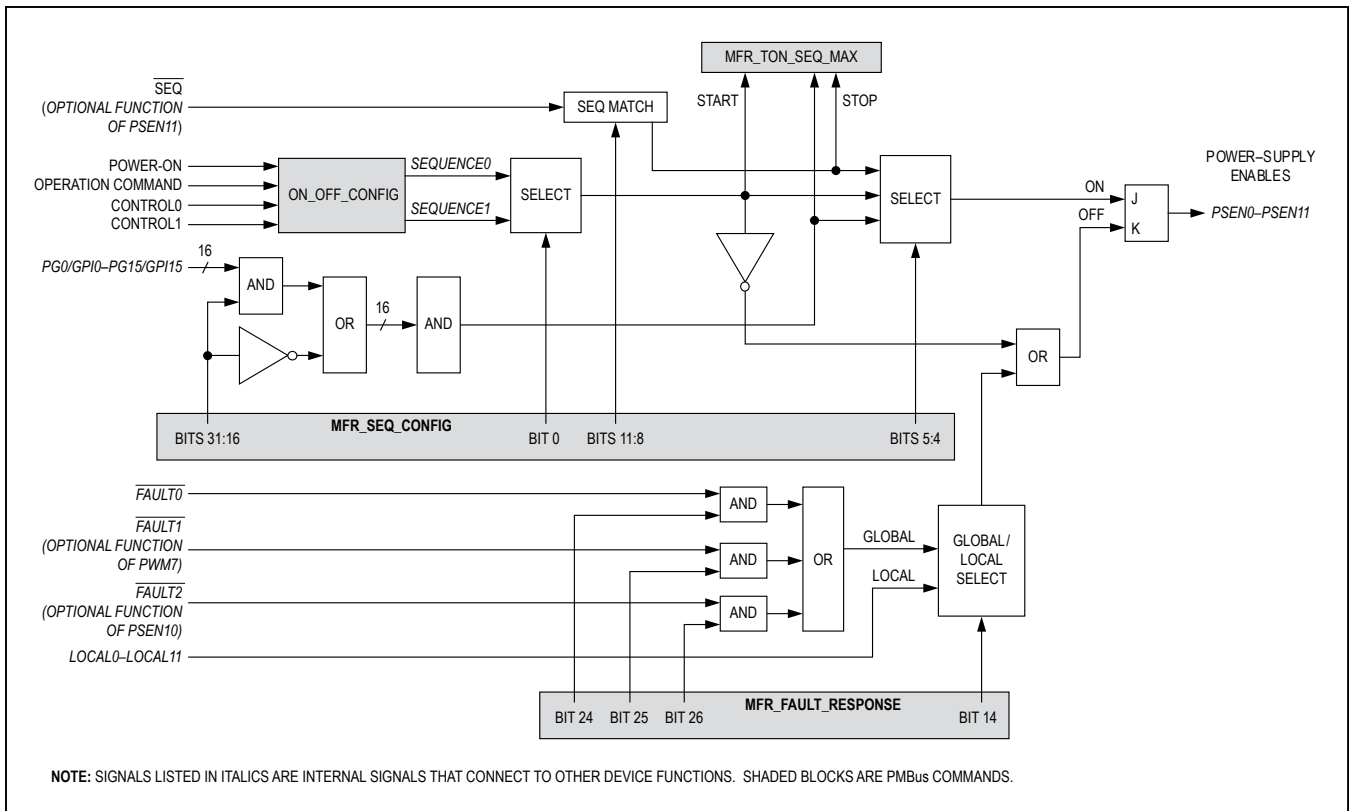 MFR_TON_SEQ_MAX
SEQ
(OPTIONAL FUNCTION
OF PSEN11)
SEQ MATCH
START
STOP
POWER-ON
OPERATION COMMAND
CONTROL0
CONTROL1
ON_OFF_CONFIG
SEQUENCE0
SEQUENCE1
SELECT
SELECT
POWER–SUPPLY
ENABLES
ON
OFF
J
K
PSEN0–PSEN11
PG0/GPI0–PG15/GPI15
16
AND
OR
16
AND
OR
MFR_SEQ_CONFIG
BITS 31:16
BIT 0
BITS 11:8
BITS 5:4
FAULT0
FAULT1
(OPTIONAL FUNCTION
OF PWM7)
FAULT2
(OPTIONAL FUNCTION
OF PSEN10)
LOCAL0–LOCAL11
AND
AND
AND
OR
GLOBAL
LOCAL
GLOBAL/
LOCAL
SELECT
MFR_FAULT_RESPONSE
BIT 24
BIT 25
BIT 26
BIT 14
NOTE: SIGNALS LISTED IN ITALICS ARE INTERNAL SIGNALS THAT CONNECT TO OTHER DEVICE FUNCTIONS. SHADED BLOCKS ARE PMBus COMMANDS.